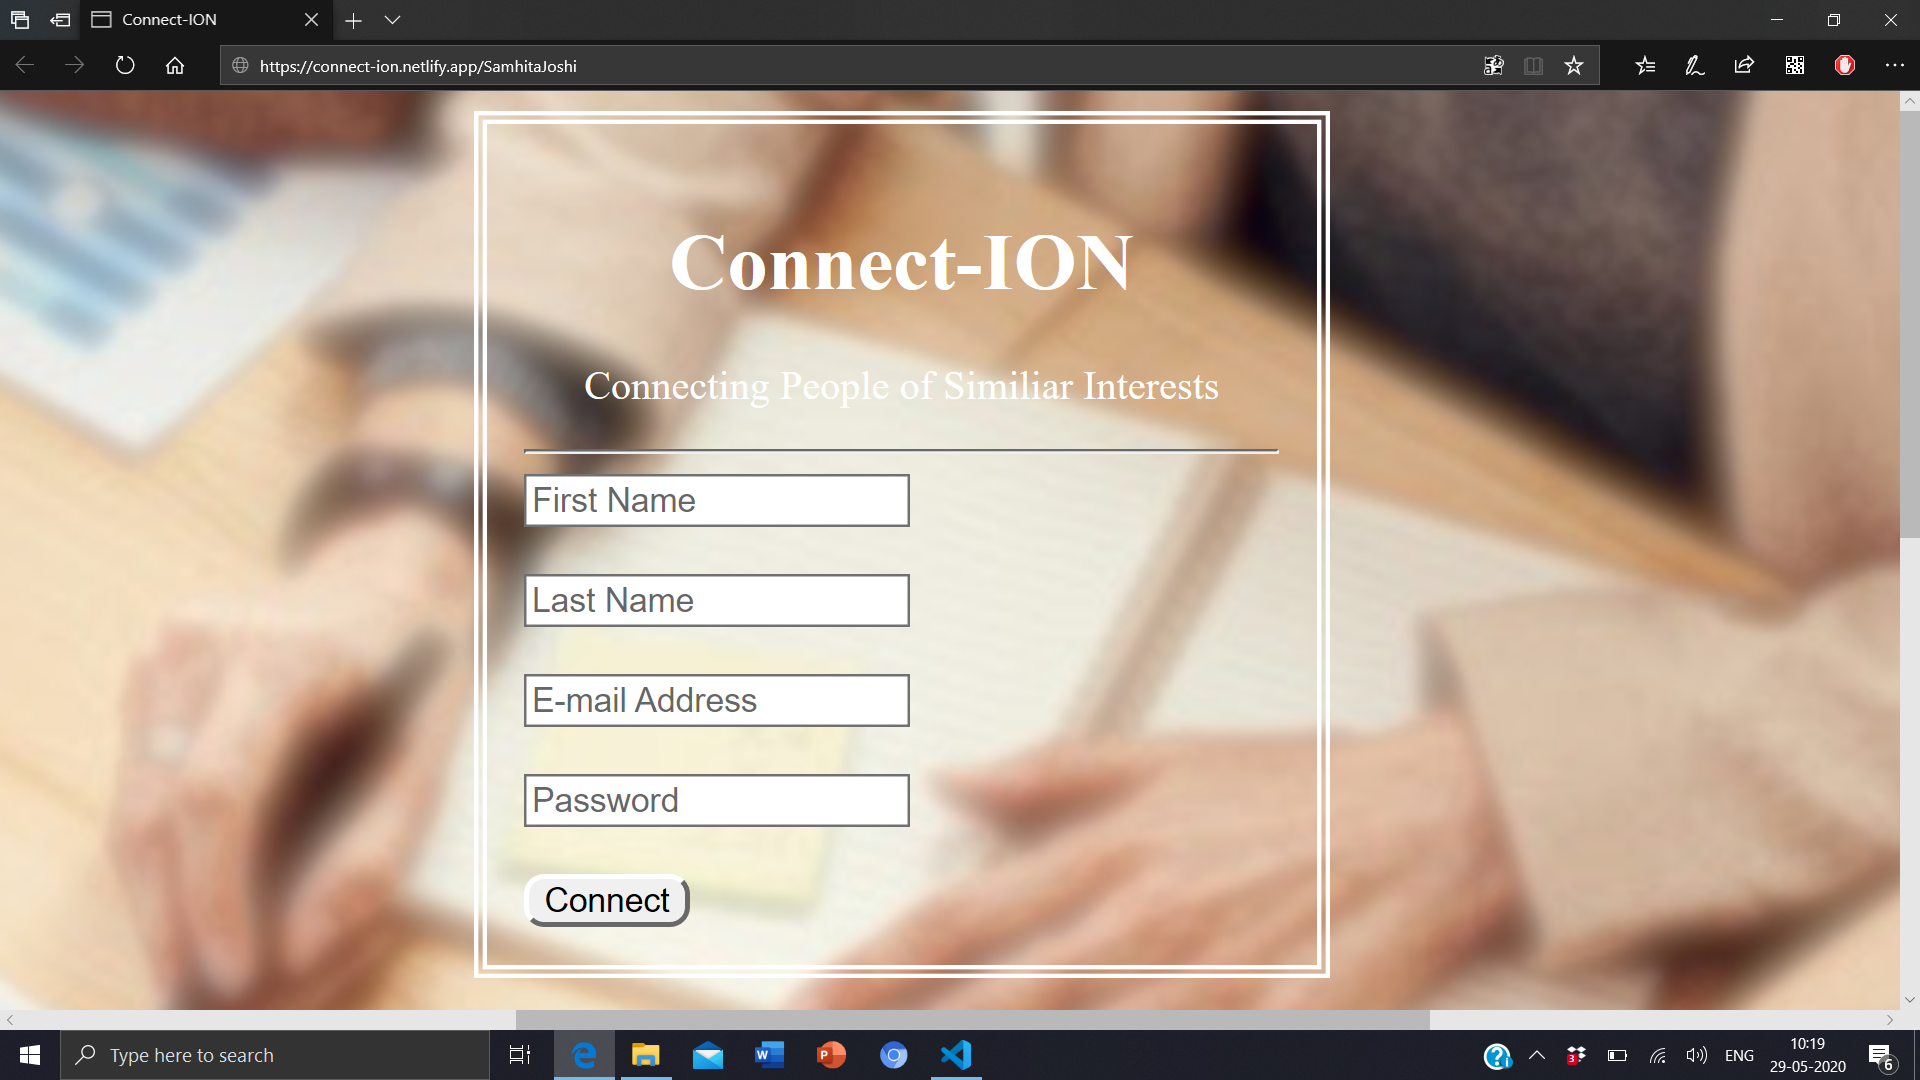 Connect-ION
https://connect-ion.netlify.app/SamhitaJoshi
Connect-ION
Connecting People of Similiar Interests
First Name
Last Name
E-mail Address
Password
Connect
Type here to search
ENG
10:19
29-05-2020
3
6